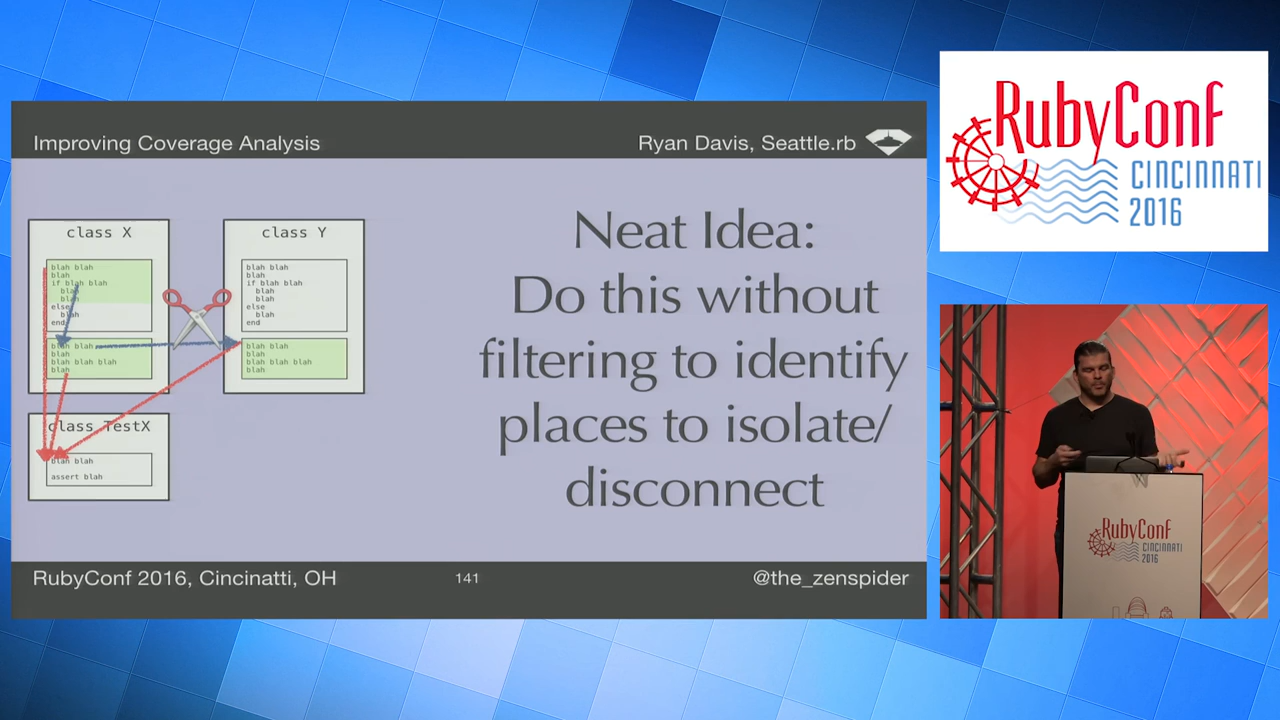 Improving Coverage Analysis
Ryan Davis, Seattle.rb
class X
blah blah
blah
if blah blah
blah
blah
else
blah
end
blah blah
blah
blah blah blah
blah
class Y
blah blah
blah
if blah blah
blah
blah
else
blah
end
blah blah
blah
blah blah blah
blah
class TestX
blah blah
assert blah
Neat Idea:
Do this without
filtering to identify
places to isolate/
disconnect
RubyConf 2016, Cincinatti, OH
141
@the_zenspider
RubyConf
CINCINNATI
2016
RubyConf
CINCINNATI
2016